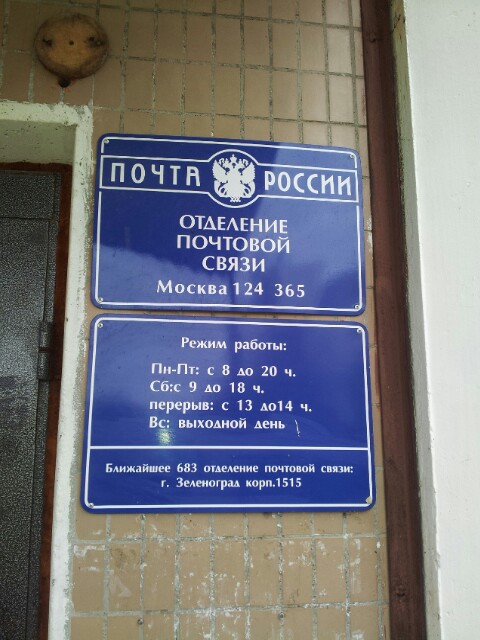 ПОЧТА РОССИИ
ОТДЕЛЕНИЕ
ПОЧТОВОЙ
СВЯЗИ
Москва 124 365
Режим работы:
Пн-Пт: с 8 до 20 ч.
Сб:с 9 до 18 ч.
перерыв: с 13 до14 ч.
Вс: выходной день
Ближайшее 683 отделение почтовой связи:
г. Зеленоград корп.1515